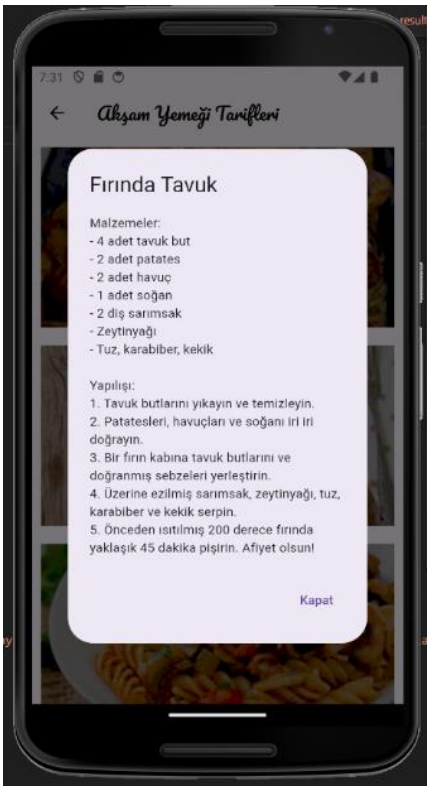 result
7:31
Akşam Yemeği Tarifleri
Fırında Tavuk
Malzemeler:
- 4 adet tavuk but
- 2 adet patates
- 2 adet havuç
- 1 adet soğan
- 2 diş sarımsak
- Zeytinyağı
- Tuz, karabiber, kekik
Yapılışı:
1. Tavuk butlarını yıkayın ve temizleyin.
2. Patatesleri, havuçları ve soğanı iri iri
doğrayın.
3. Bir fırın kabına tavuk butlarını ve
doğranmış sebzeleri yerleştirin.
4. Üzerine ezilmiş sarımsak, zeytinyağı, tuz,
karabiber ve kekik serpin.
5. Önceden ısıtılmış 200 derece fırında
yaklaşık 45 dakika pişirin. Afiyet olsun!
Kapat